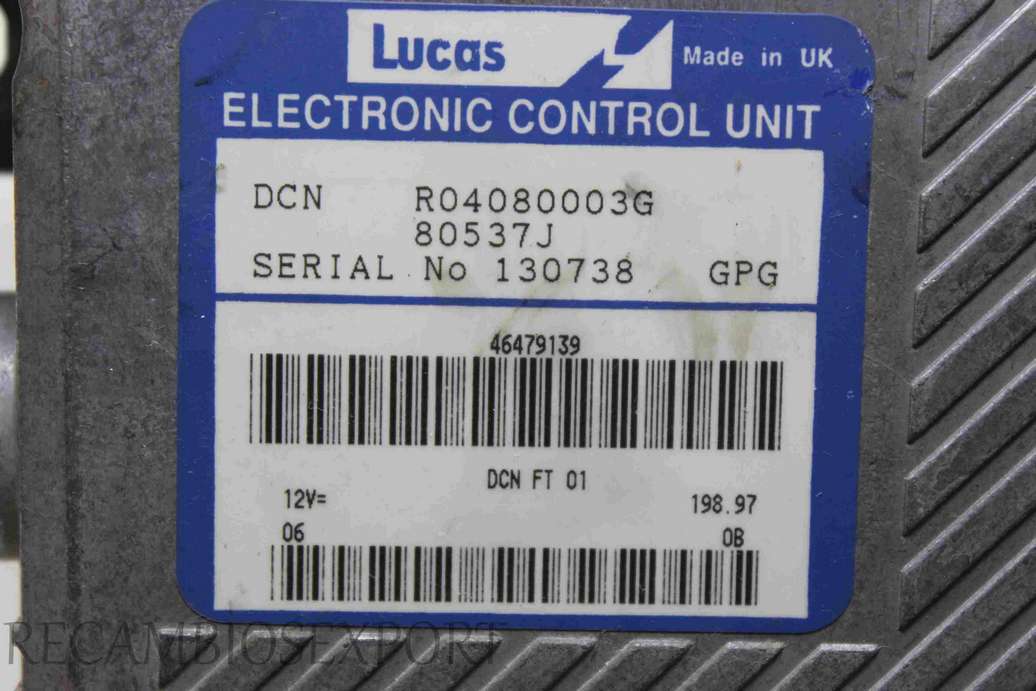 Lucas Made in UK
ELECTRONIC CONTROL UNIT
DCN R04080003G
80537J
SERIAL No 130738 GPG
46479139
DCN FT 01
12V= 198.97
06 0B
RECAMBIOSEXPORT